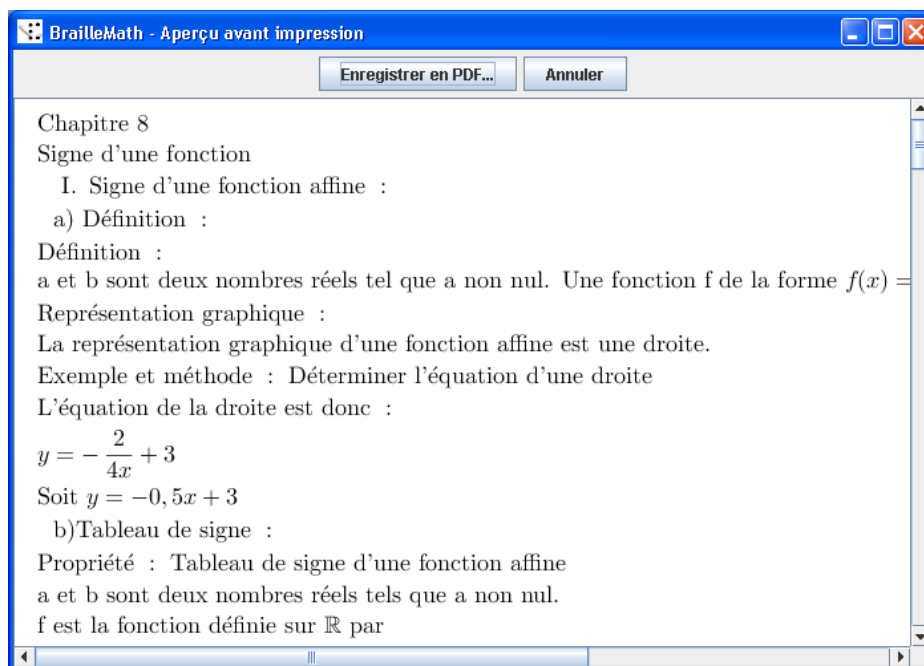 BrailleMath - Aperçu avant impression
Enregistrer en PDF... Annuler
Chapitre 8
Signe d'une fonction
I. Signe d'une fonction affine :
a) Définition :
Définition :
a et b sont deux nombres réels tel que a non nul. Une fonction f de la forme f(x) =
Représentation graphique :
La représentation graphique d'une fonction affine est une droite.
Exemple et méthode : Déterminer l'équation d'une droite
L'équation de la droite est donc :
y = − 2/4x + 3
Soit y = −0,5x + 3
b)Tableau de signe :
Propriété : Tableau de signe d'une fonction affine
a et b sont deux nombres réels tels que a non nul.
f est la fonction définie sur ℝ par